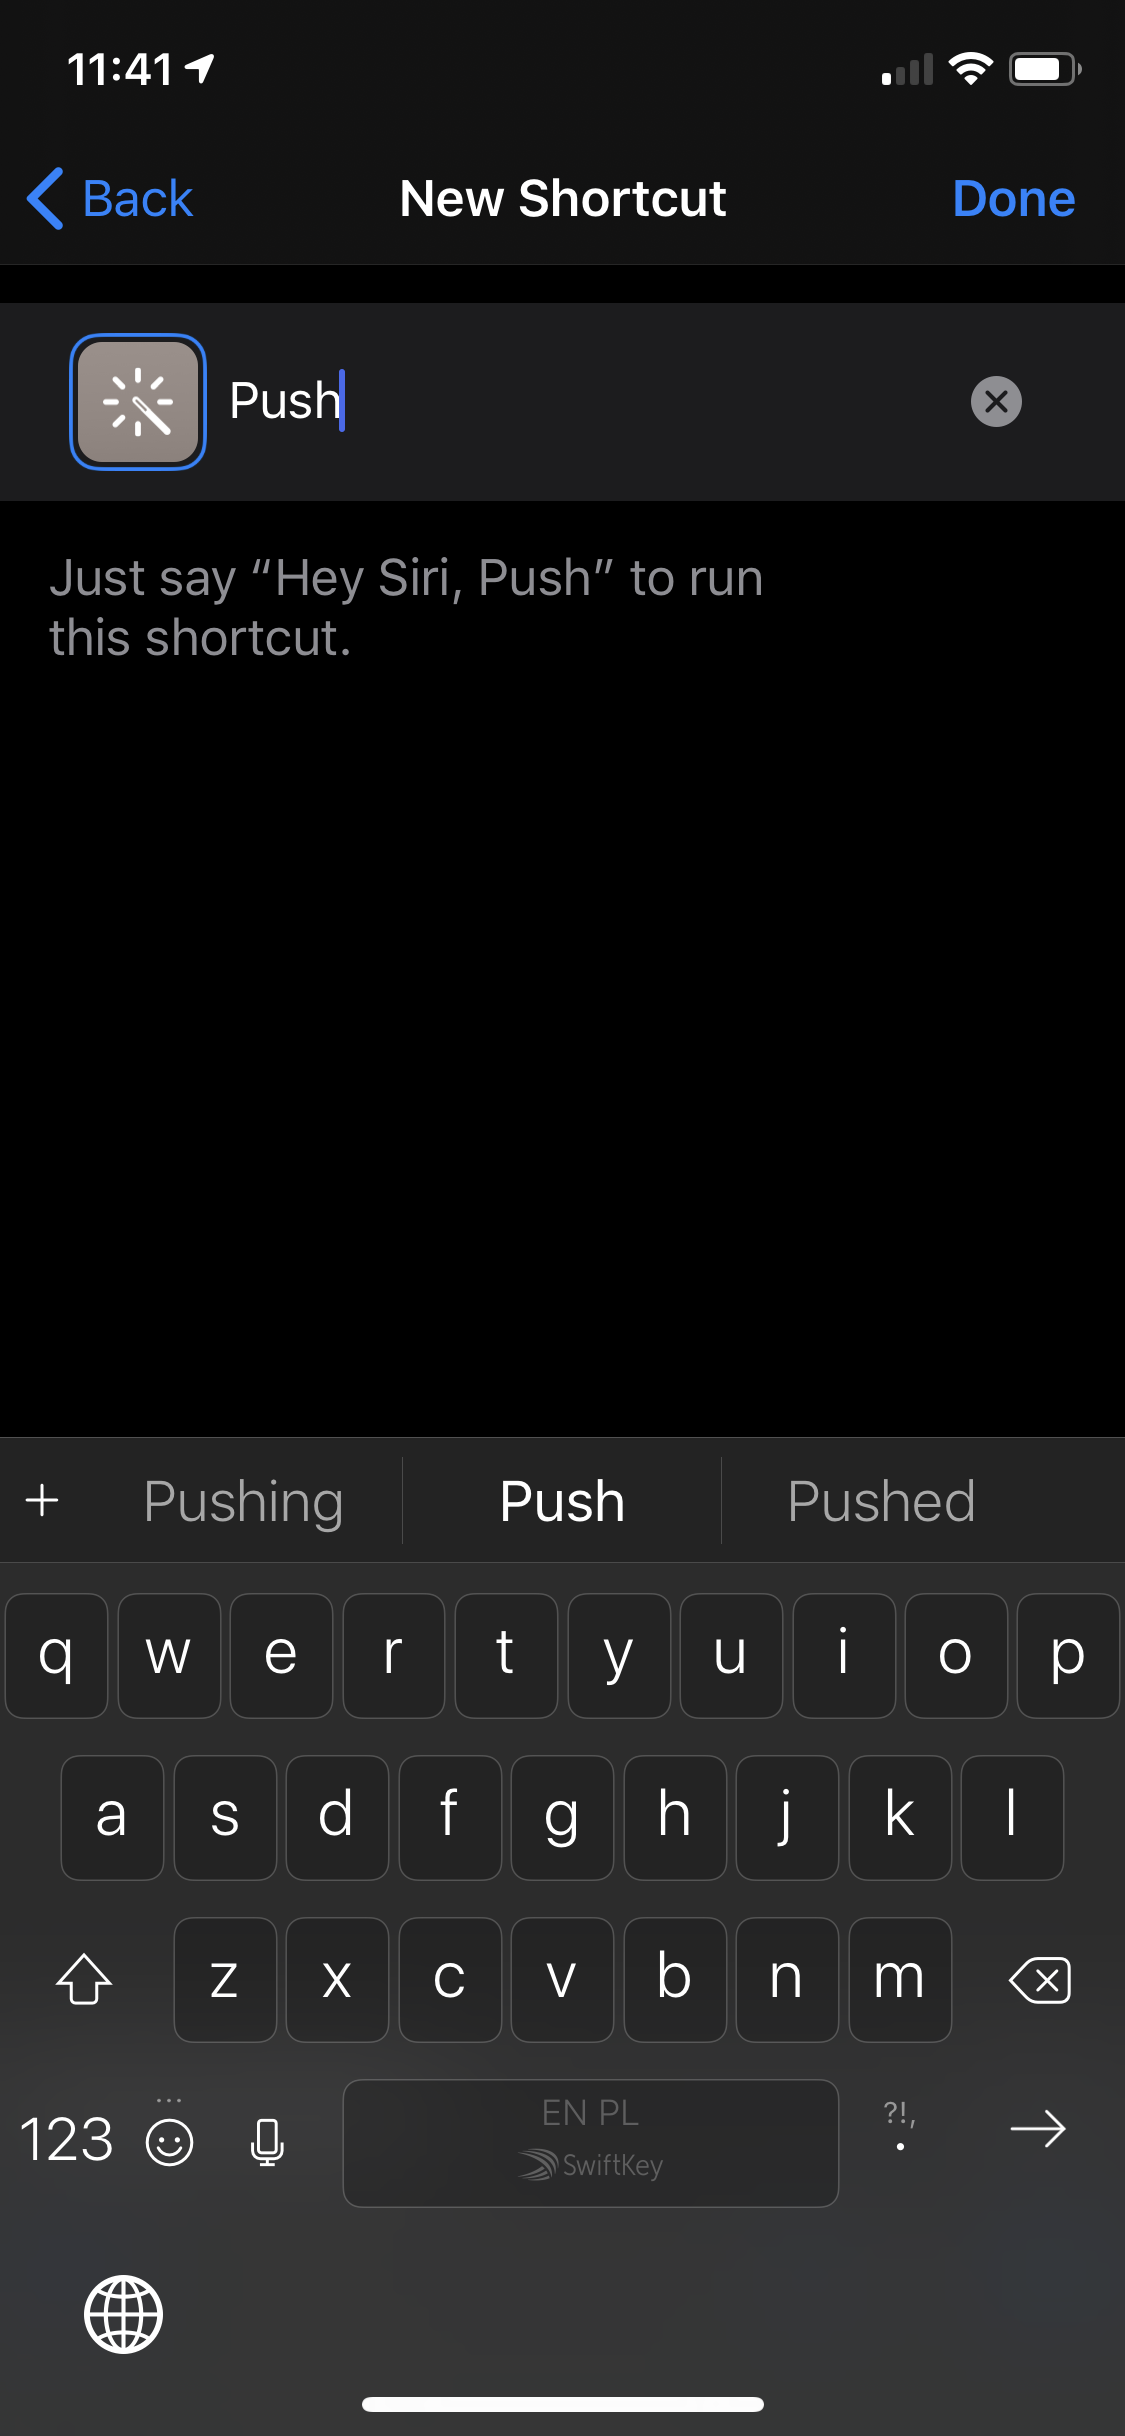 11:41
Back New Shortcut Done
Push
Just say “Hey Siri, Push” to run
this shortcut.
+ Pushing Push Pushed
q w e r t y u i o p
a s d f g h j k l
z x c v b n m
EN PL
?!,
123 .
SwiftKey